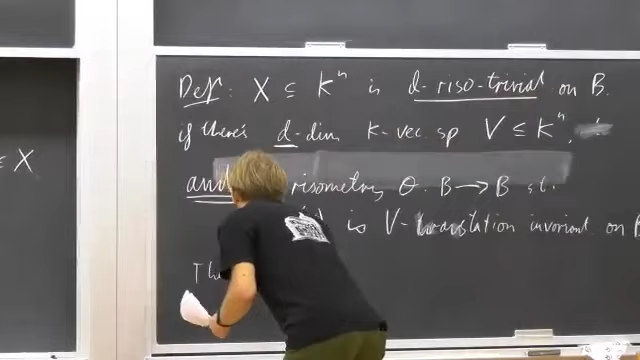 ∈ X
Def: X ⊆ K^n is d-riso-trivial on B
if there's d-dim k-vec. sp V ⊆ k^n,
and risometry θ: B → B s.t.
is V-translation invariant on B
Th